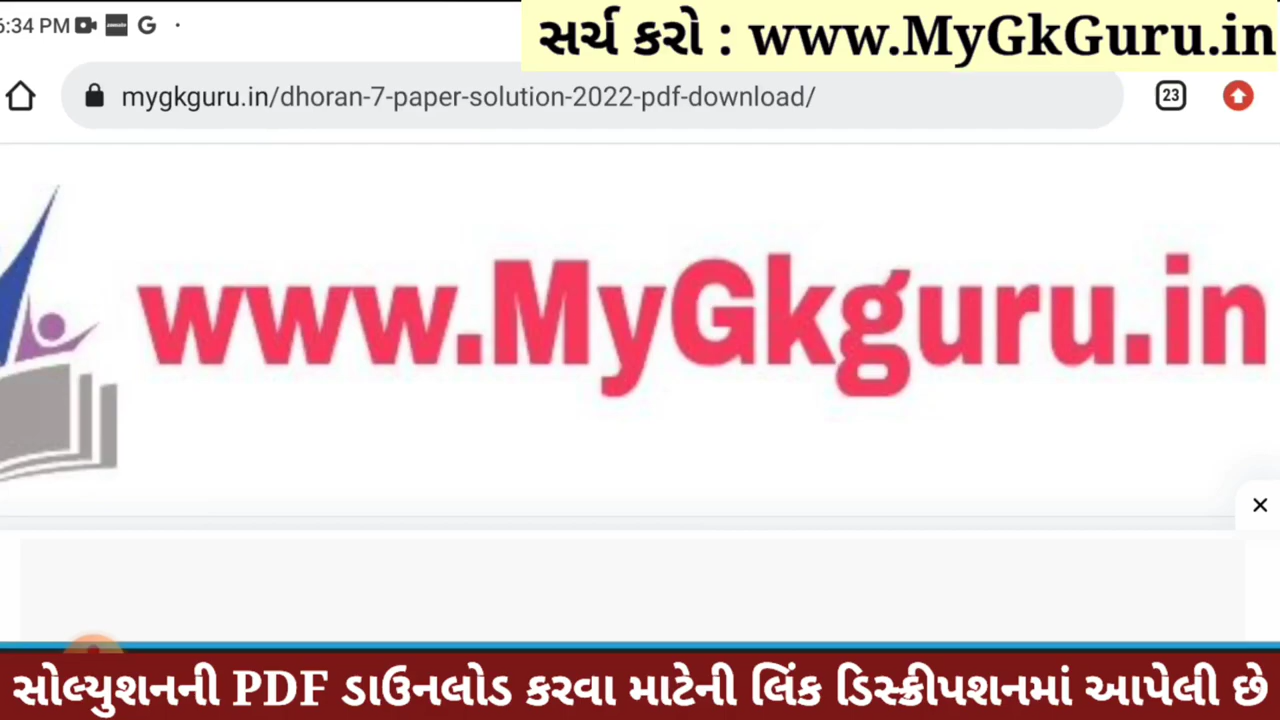 6:34 PM
સર્ચ કરો : www.MyGkGuru.in
mygkguru.in/dhoran-7-paper-solution-2022-pdf-download/
23
www.MyGkguru.in
સોલ્યુશનની PDF ડાઉનલોડ કરવા માટેની લિંક ડિસ્ક્રીપશનમાં આપેલી છે